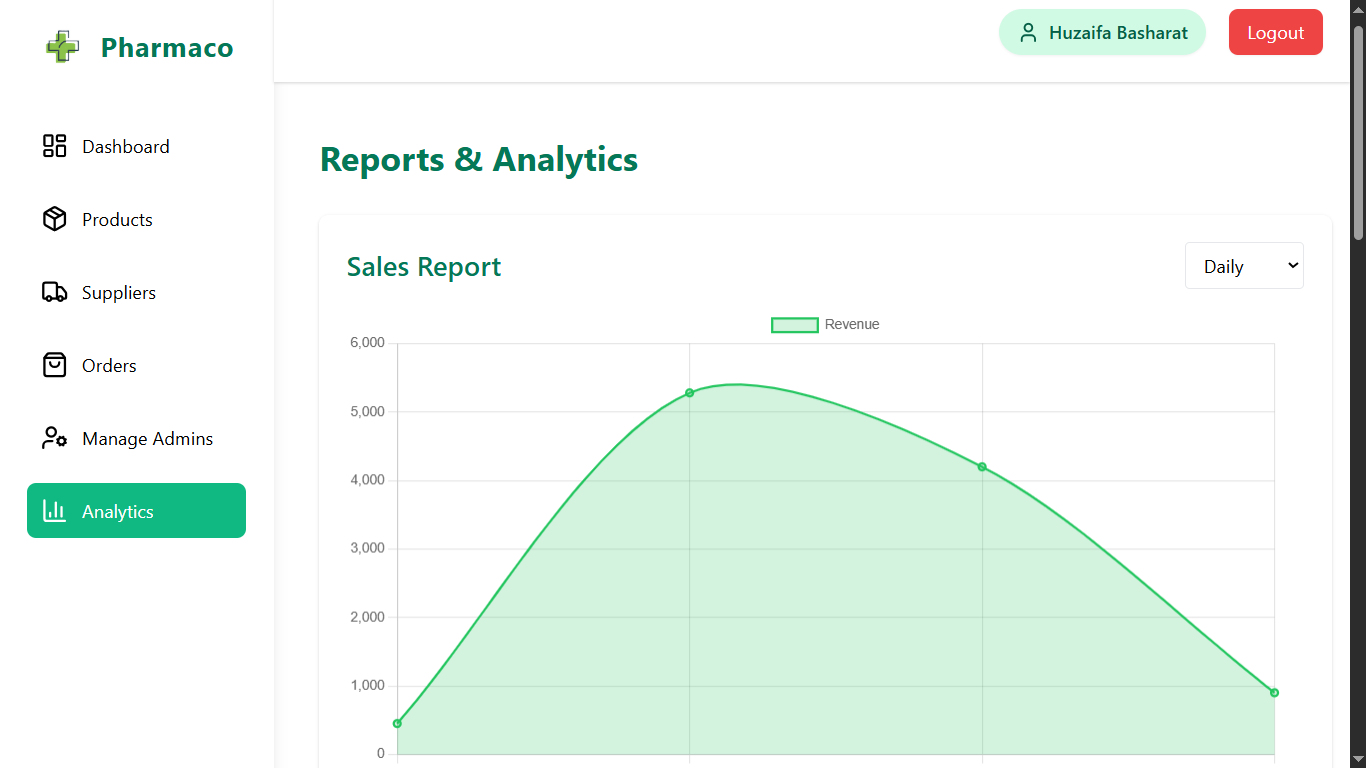 Pharmaco
Dashboard
Products
Suppliers
Orders
Manage Admins
Analytics
Huzaifa Basharat
Logout
Reports & Analytics
Sales Report
Daily
Revenue
6,000
5,000
4,000
3,000
2,000
1,000
0